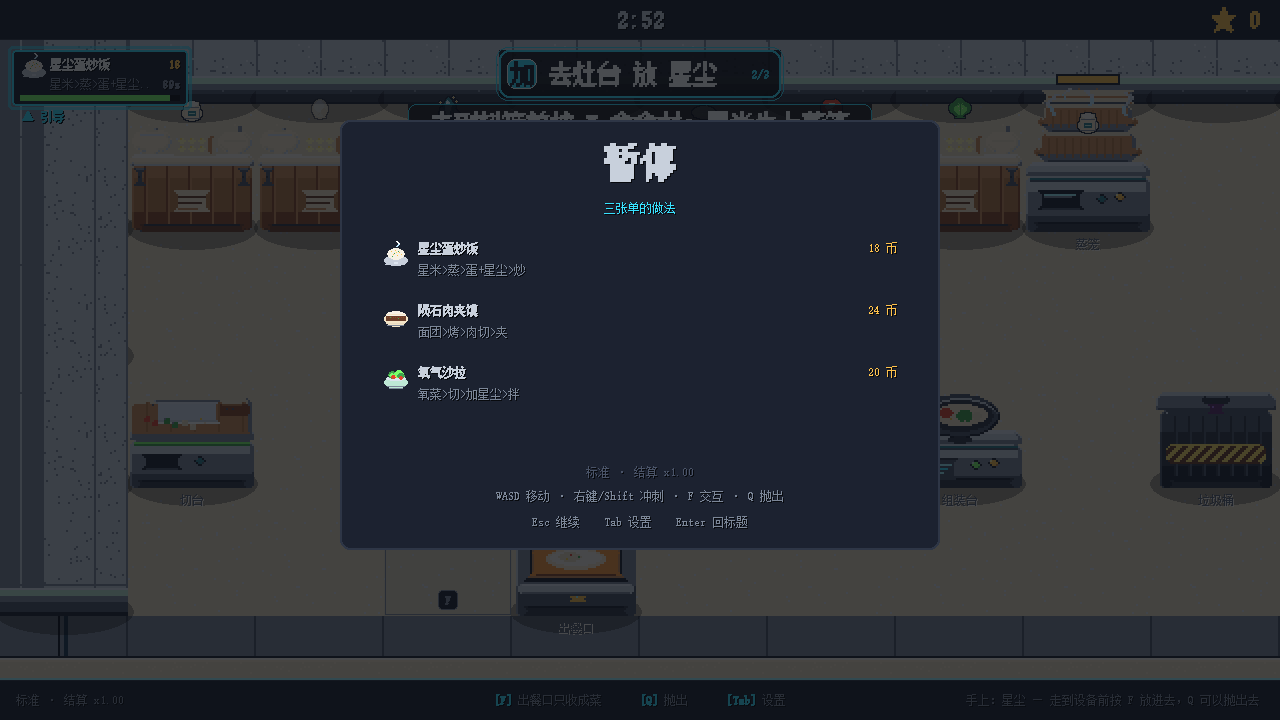 2:52
0
星尘蛋炒饭 18
星米>蒸>蛋+星尘.. 89s
引导
加 去灶台 放 星尘 2/3
暂停
三张单的做法
星尘蛋炒饭 18 币
星米>蒸>蛋+星尘>炒
陨石肉夹馍 24 币
面团>烤>肉切>夹
氧气沙拉 20 币
氧菜>切>加星尘>拌
标准 · 结算 x1.00
WASD 移动 · 右键/Shift 冲刺 · F 交互 · Q 抛出
Esc 继续 Tab 设置 Enter 回标题
蒸笼
切台
组装台
垃圾桶
F
出餐口
标准 · 结算 x1.00
[F] 出餐口只收成菜 [Q] 抛出 [Tab] 设置
手上: 星尘 — 走到设备前按 F 放进去, Q 可以抛出去